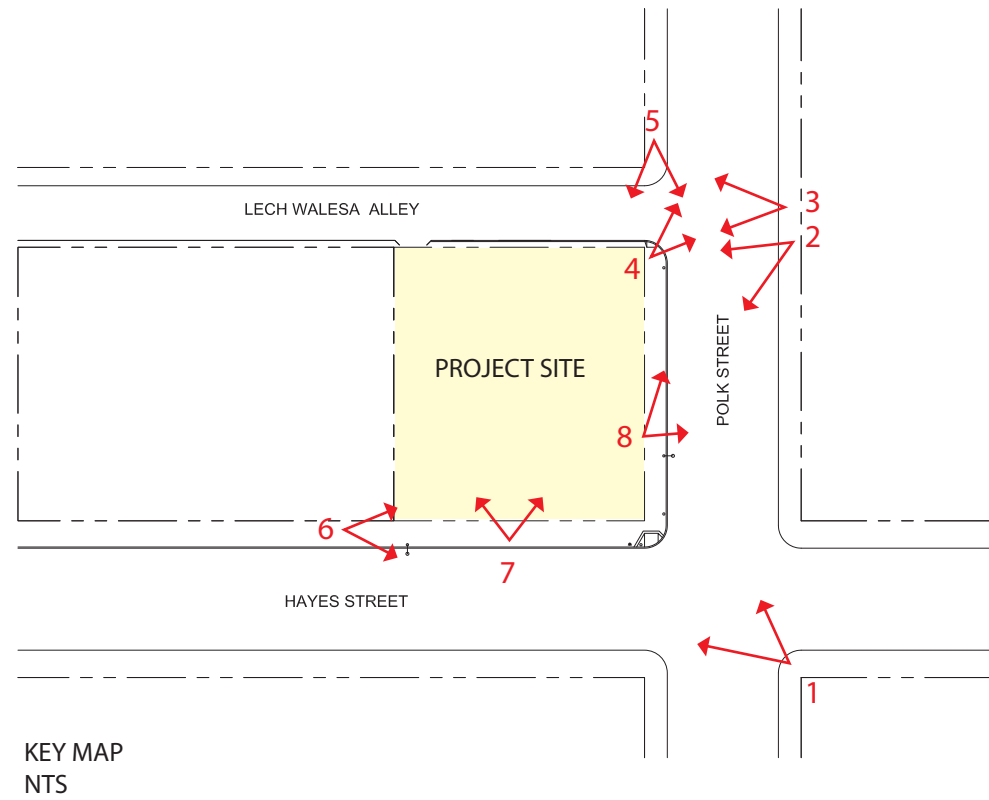 5
LECH WALESA ALLEY
3
2
4
POLK STREET
PROJECT SITE
8
6
7
HAYES STREET
1
KEY MAP
NTS